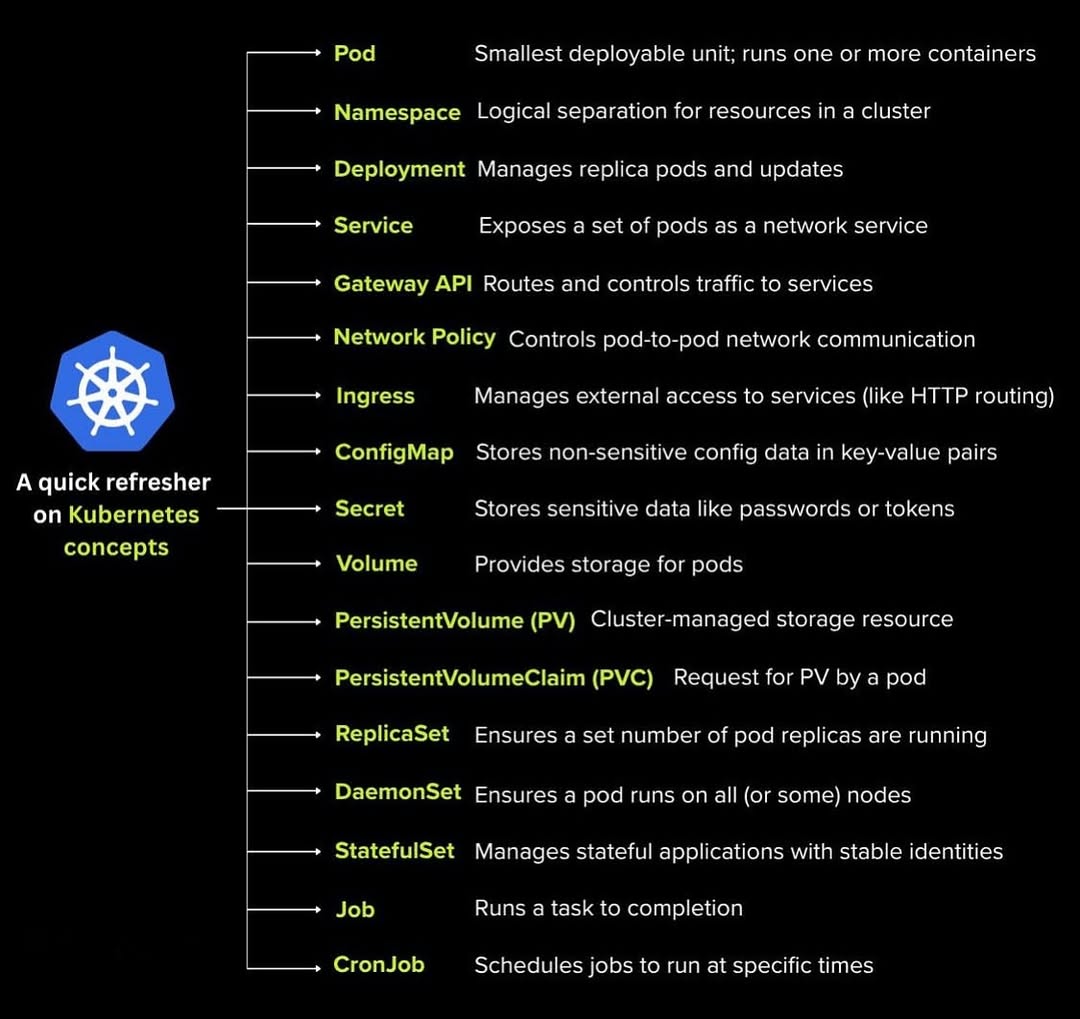 Pod Smallest deployable unit; runs one or more containers
Namespace Logical separation for resources in a cluster
Deployment Manages replica pods and updates
Service Exposes a set of pods as a network service
Gateway API Routes and controls traffic to services
Network Policy Controls pod-to-pod network communication
Ingress Manages external access to services (like HTTP routing)
ConfigMap Stores non-sensitive config data in key-value pairs
A quick refresher
on Kubernetes
concepts
Secret Stores sensitive data like passwords or tokens
Volume Provides storage for pods
PersistentVolume (PV) Cluster-managed storage resource
PersistentVolumeClaim (PVC) Request for PV by a pod
ReplicaSet Ensures a set number of pod replicas are running
DaemonSet Ensures a pod runs on all (or some) nodes
StatefulSet Manages stateful applications with stable identities
Job Runs a task to completion
CronJob Schedules jobs to run at specific times